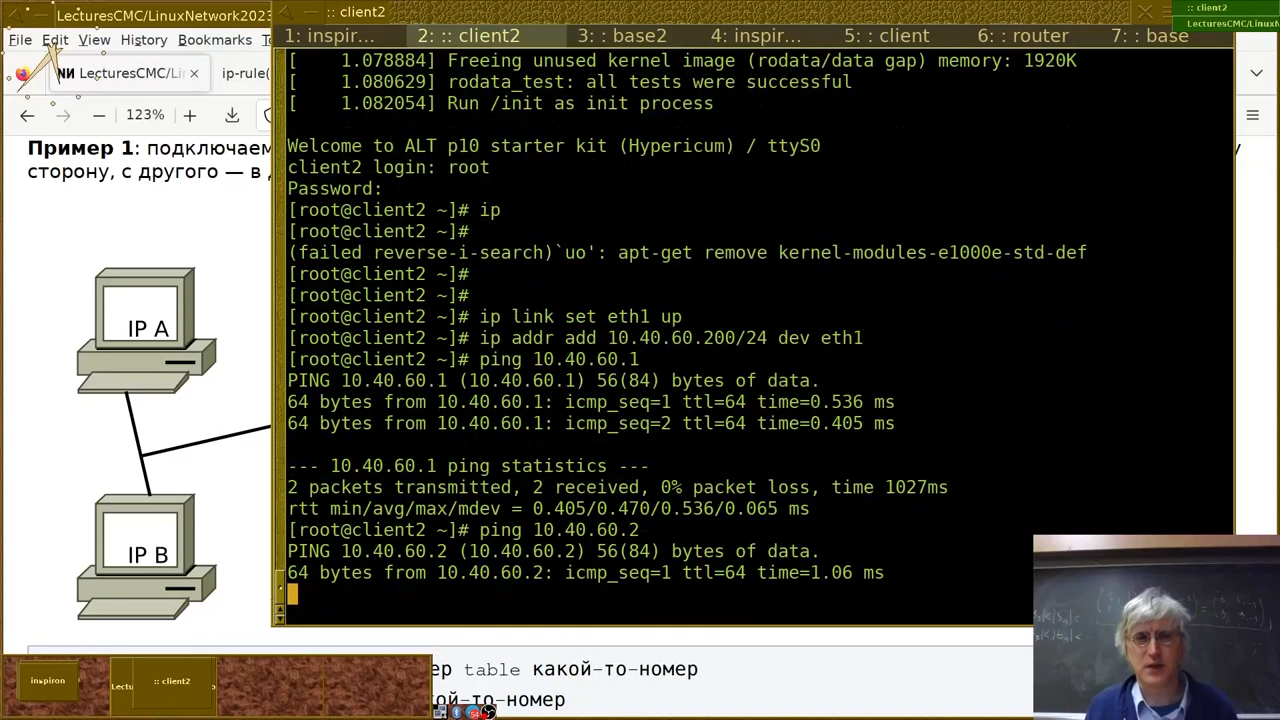 LecturesCMC/LinuxNetwork2023
:: client2
:: client2
LecturesCMC/LinuxNetwork
File Edit View History Bookmarks
1: inspir... 2: :: client2 3: : base2 4: inspir... 5: : client 6: : router 7: : base
LecturesCMC/Lin
ip-rule(
123%
Пример 1: подключаем
сторону, с другого — в
[ 1.078884] Freeing unused kernel image (rodata/data gap) memory: 1920K
[ 1.080629] rodata_test: all tests were successful
[ 1.082054] Run /init as init process
Welcome to ALT p10 starter kit (Hypericum) / ttyS0
client2 login: root
Password:
[root@client2 ~]# ip
[root@client2 ~]#
(failed reverse-i-search)`uo': apt-get remove kernel-modules-e1000e-std-def
[root@client2 ~]#
[root@client2 ~]#
[root@client2 ~]# ip link set eth1 up
[root@client2 ~]# ip addr add 10.40.60.200/24 dev eth1
[root@client2 ~]# ping 10.40.60.1
PING 10.40.60.1 (10.40.60.1) 56(84) bytes of data.
64 bytes from 10.40.60.1: icmp_seq=1 ttl=64 time=0.536 ms
64 bytes from 10.40.60.1: icmp_seq=2 ttl=64 time=0.405 ms
--- 10.40.60.1 ping statistics ---
2 packets transmitted, 2 received, 0% packet loss, time 1027ms
rtt min/avg/max/mdev = 0.405/0.470/0.536/0.065 ms
[root@client2 ~]# ping 10.40.60.2
PING 10.40.60.2 (10.40.60.2) 56(84) bytes of data.
64 bytes from 10.40.60.2: icmp_seq=1 ttl=64 time=1.06 ms
IP A
IP B
ер table какой-то-номер
кой-то-номер
inspiron
Lectu
:: client2